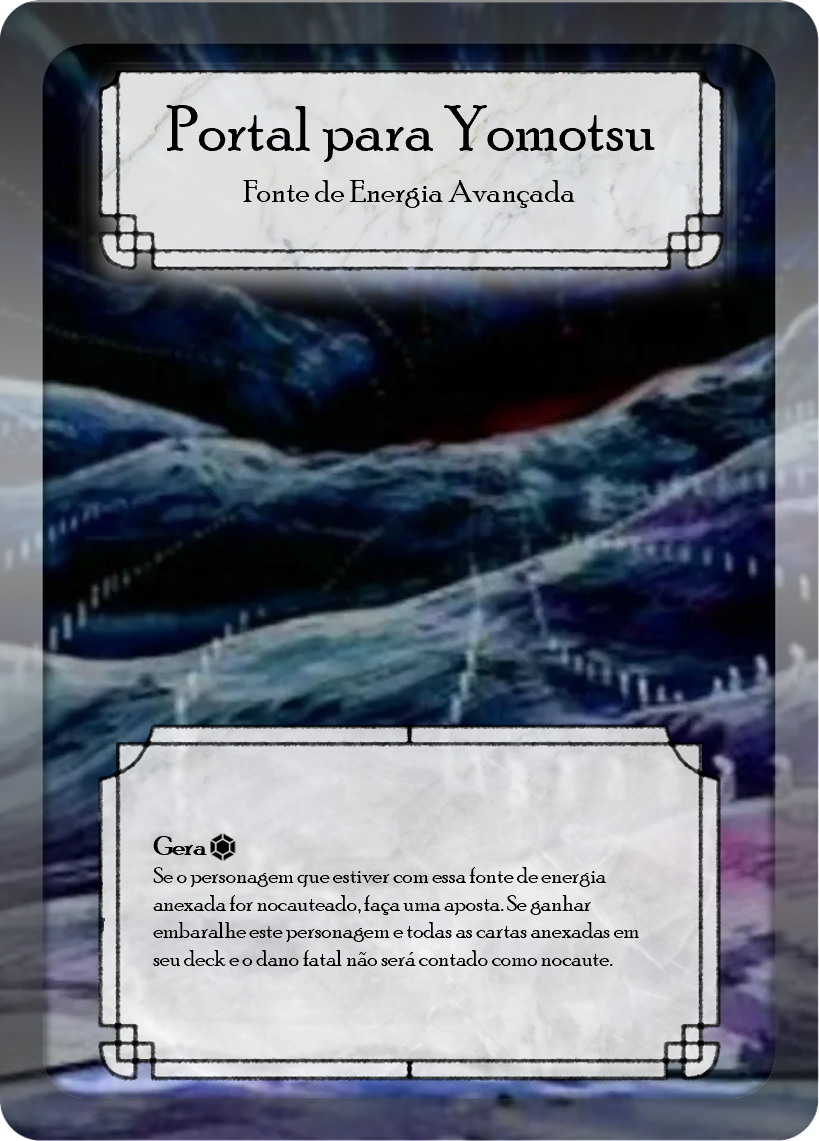 Portal para Yomotsu
Fonte de Energia Avançada
Gera
Se o personagem que estiver com essa fonte de energia
anexada for nocauteado, faça uma aposta. Se ganhar
embaralhe este personagem e todas as cartas anexadas em
seu deck e o dano fatal não será contado como nocaute.